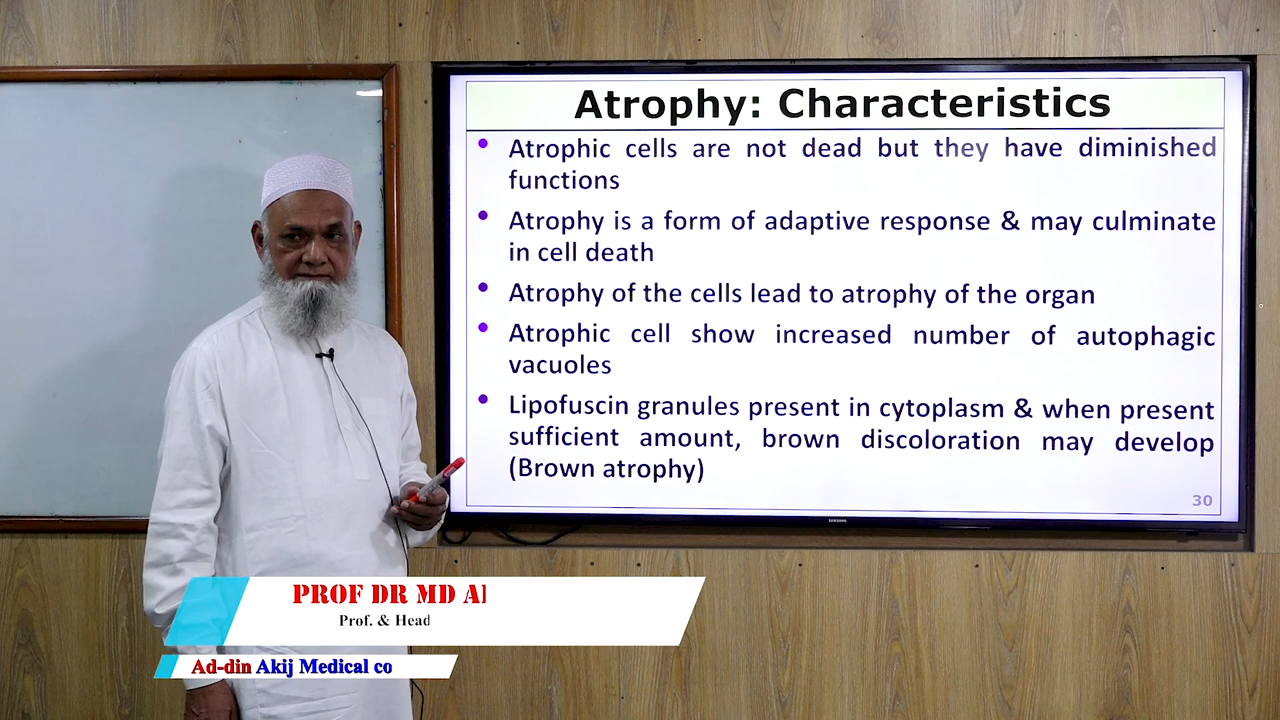 Atrophy: Characteristics
• Atrophic cells are not dead but they have diminished
functions
• Atrophy is a form of adaptive response & may culminate
in cell death
• Atrophy of the cells lead to atrophy of the organ
• Atrophic cell show increased number of autophagic
vacuoles
• Lipofuscin granules present in cytoplasm & when present
sufficient amount, brown discoloration may develop
(Brown atrophy)
30
SAMSUNG
PROF DR MD
Prof. & Head
Ad-din Akij Medical co